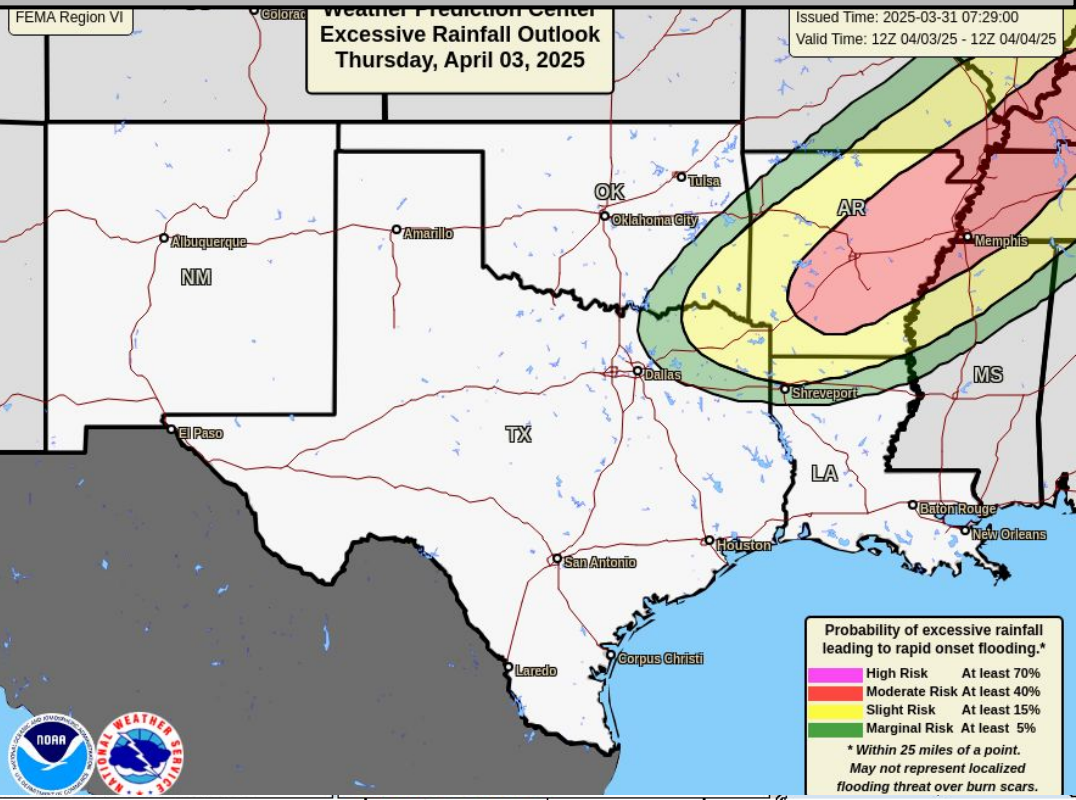 FEMA Region VI
Colorad
Weather Prediction Center
Excessive Rainfall Outlook
Thursday, April 03, 2025
Issued Time: 2025-03-31 07:29:00
Valid Time: 12Z 04/03/25 - 12Z 04/04/25
Tulsa
OK
Oklahoma City
AR
Amarillo
Albuquerque
Memphis
NM
Dallas
MS
Shreveport
El Paso
TX
LA
Baton Rouge
New Orleans
Houston
San Antonio
Corpus Christi
Laredo
Probability of excessive rainfall
leading to rapid onset flooding.*
High Risk At least 70%
Moderate Risk At least 40%
Slight Risk At least 15%
Marginal Risk At least 5%
* Within 25 miles of a point.
May not represent localized
flooding threat over burn scars.
NOAA
NATIONAL WEATHER SERVICE